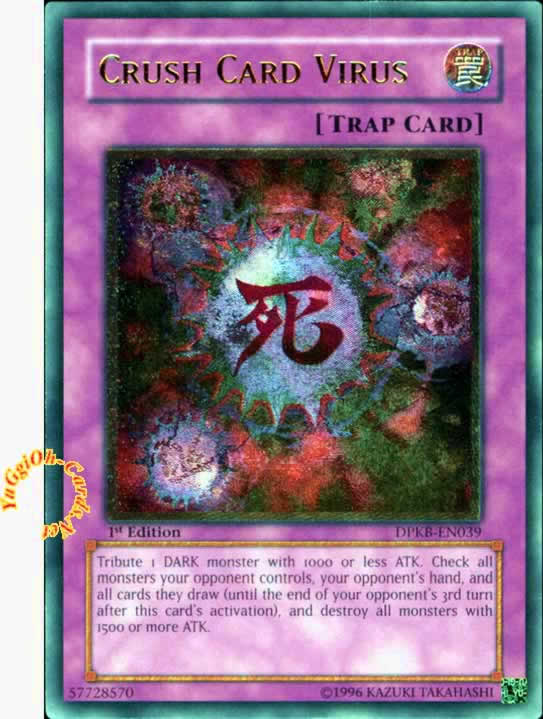 CRUSH CARD VIRUS
TRAP
罠
[TRAP CARD]
死
YuGgiOh-Cards.Net
1st Edition
DPKB-EN039
Tribute 1 DARK monster with 1000 or less ATK. Check all
monsters your opponent controls, your opponent's hand, and
all cards they draw (until the end of your opponent's 3rd turn
after this card's activation), and destroy all monsters with
1500 or more ATK.
57728570
©1996 KAZUKI TAKAHASHI